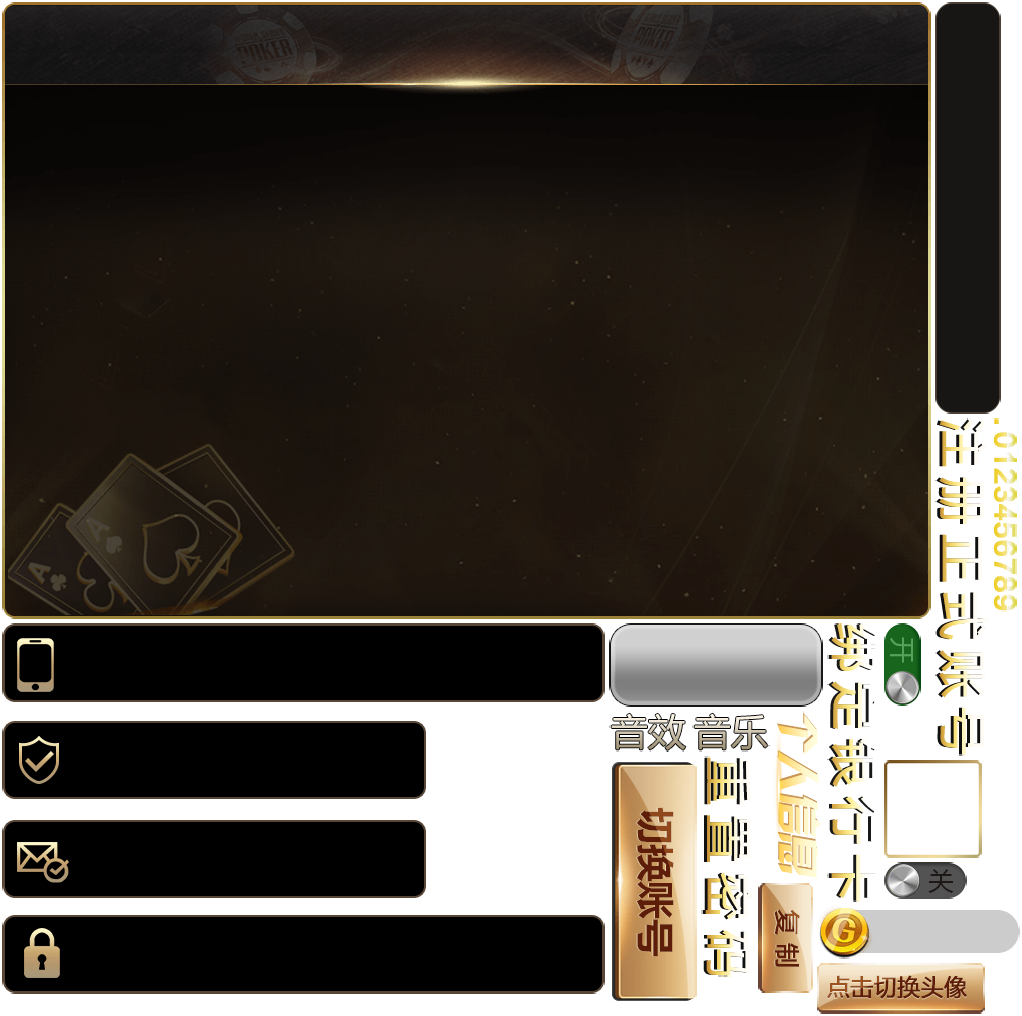 POKER
POKER
A
A
.0123456789
注册正式账号
绑定银行卡
开
音效 音乐
个人信息
重置密码
切换账号
复制
关
G
点击切换头像